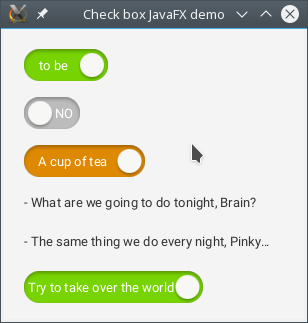 Check box JavaFX demo
to be
NO
A cup of tea
- What are we going to do tonight, Brain?
- The same thing we do every night, Pinky...
Try to take over the world